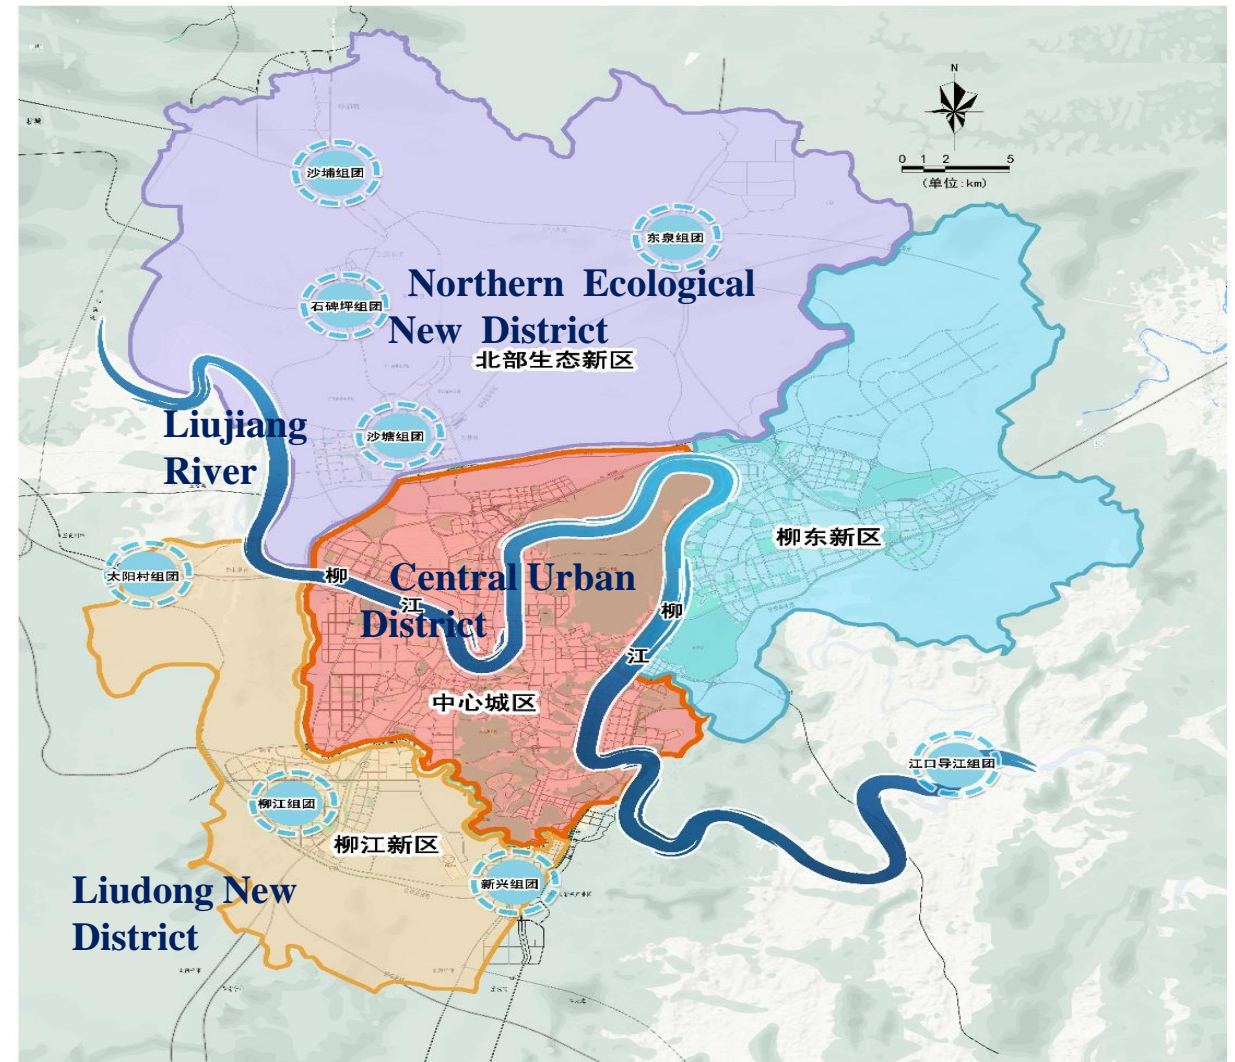 N
0 1 2 5
(单位:km)
沙埔组团
东泉组团
石碑坪组团
Northern Ecological
New District
北部生态新区
沙塘组团
Liujiang
River
柳东新区
太阳村组团
柳
江
Central Urban
District
柳
江
中心城区
江口导江组团
柳江组团
柳江新区
新兴组团
Liudong New
District